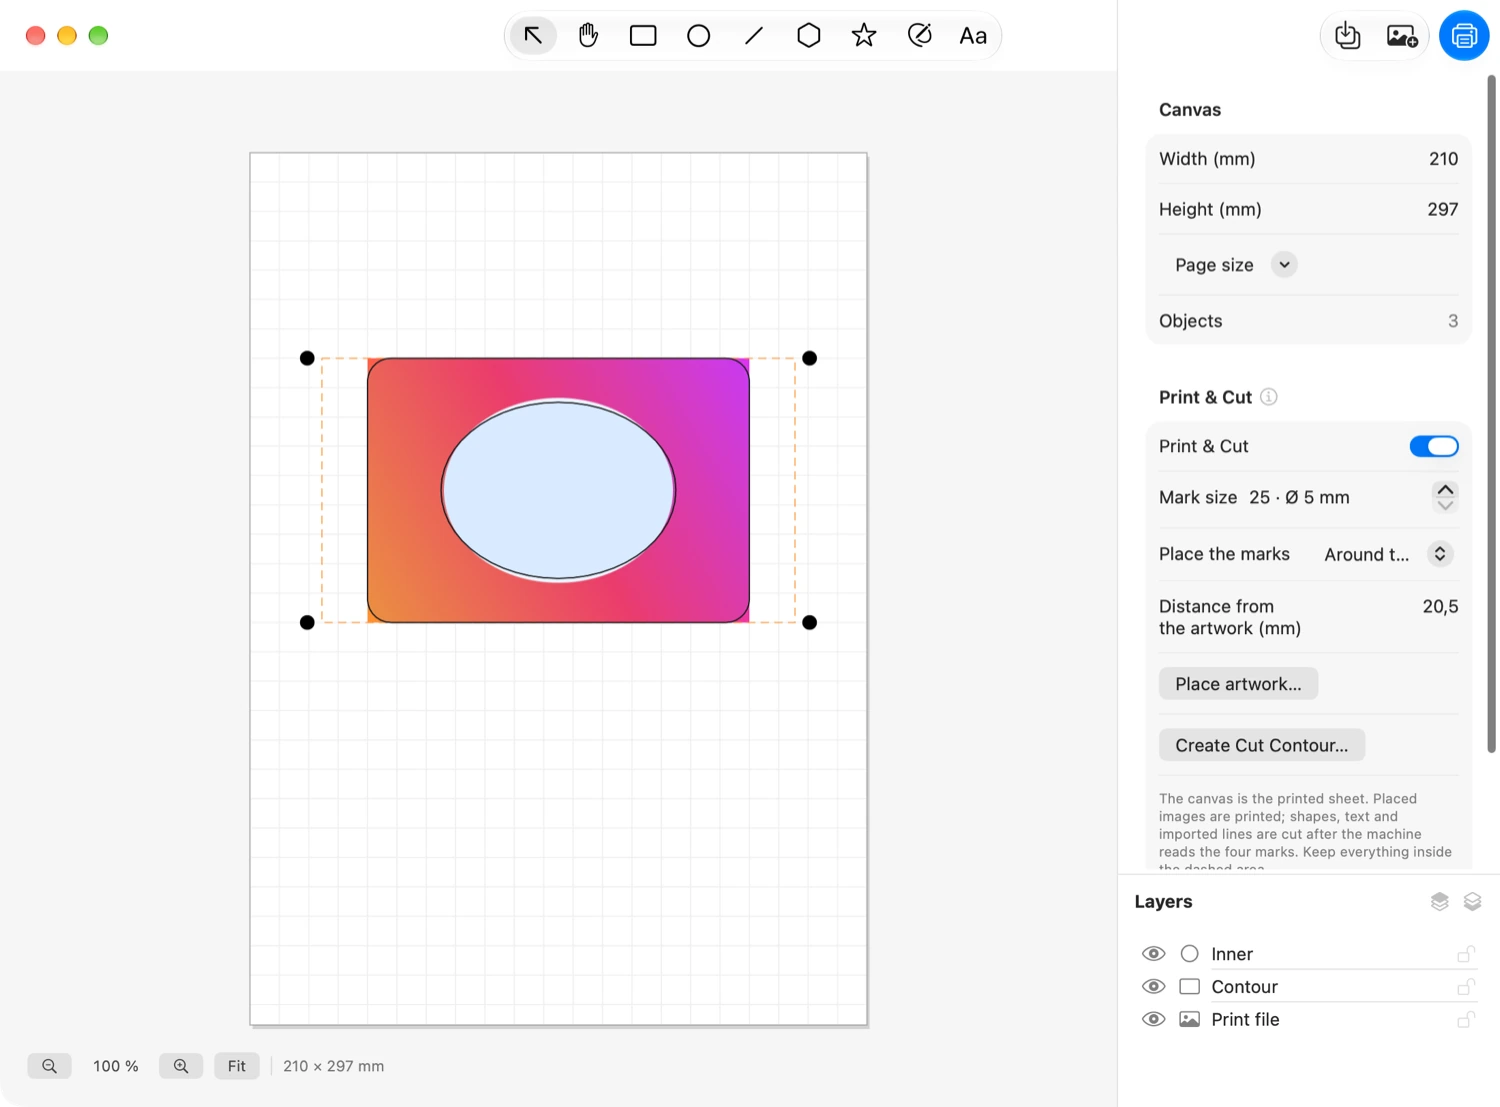 Aa
Canvas
Width (mm) 210
Height (mm) 297
Page size
Objects 3
Print & Cut
Print & Cut
Mark size 25 · Ø 5 mm
Place the marks Around t...
Distance from 20,5
the artwork (mm)
Place artwork...
Create Cut Contour...
The canvas is the printed sheet. Placed
images are printed; shapes, text and
imported lines are cut after the machine
reads the four marks. Keep everything inside
the dashed area.
Layers
Inner
Contour
Print file
100 % Fit 210 × 297 mm